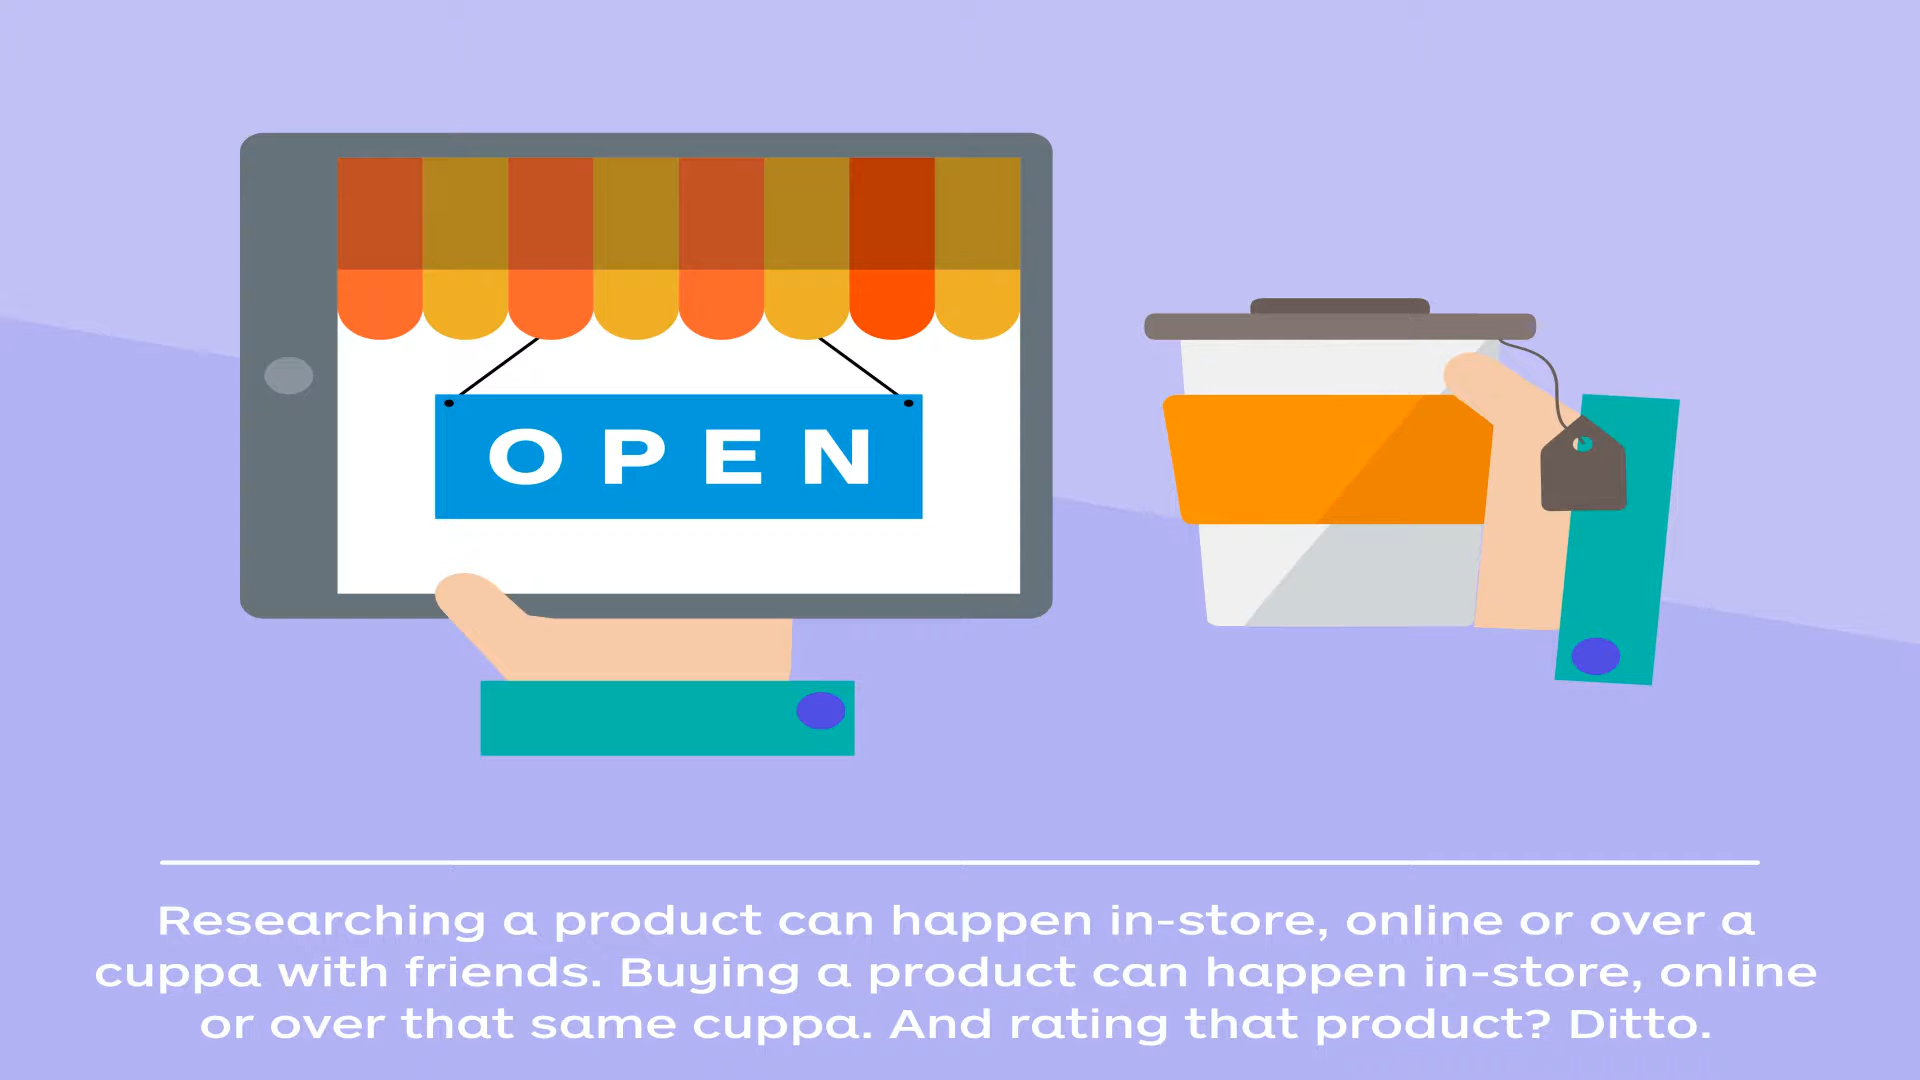 OPEN
Researching a product can happen in-store, online or over a
cuppa with friends. Buying a product can happen in-store, online
or over that same cuppa. And rating that product? Ditto.